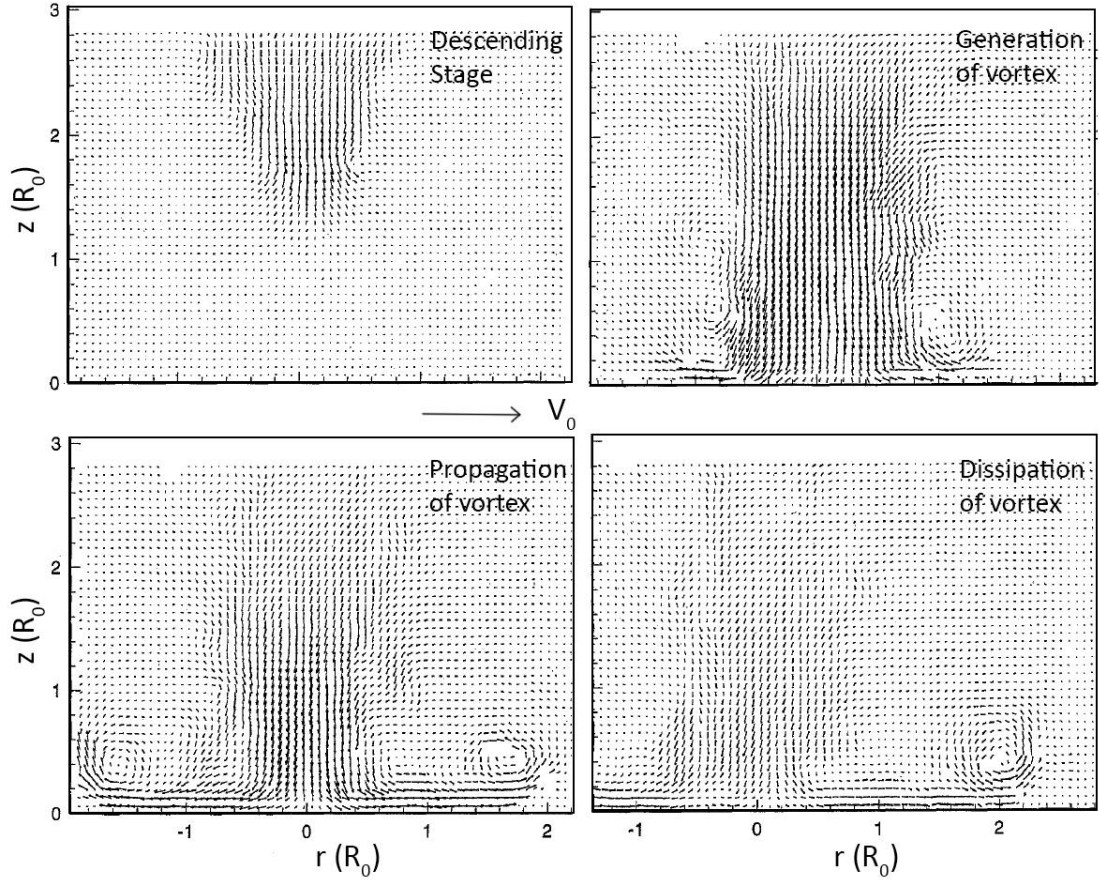 3
Descending
Stage
2
z (R0)
1
0
Generation
of vortex
V0
3
Propagation
of vortex
2
z (R0)
1
0
-1 0 1 2
r (R0)
Dissipation
of vortex
-1 0 1 2
r (R0)